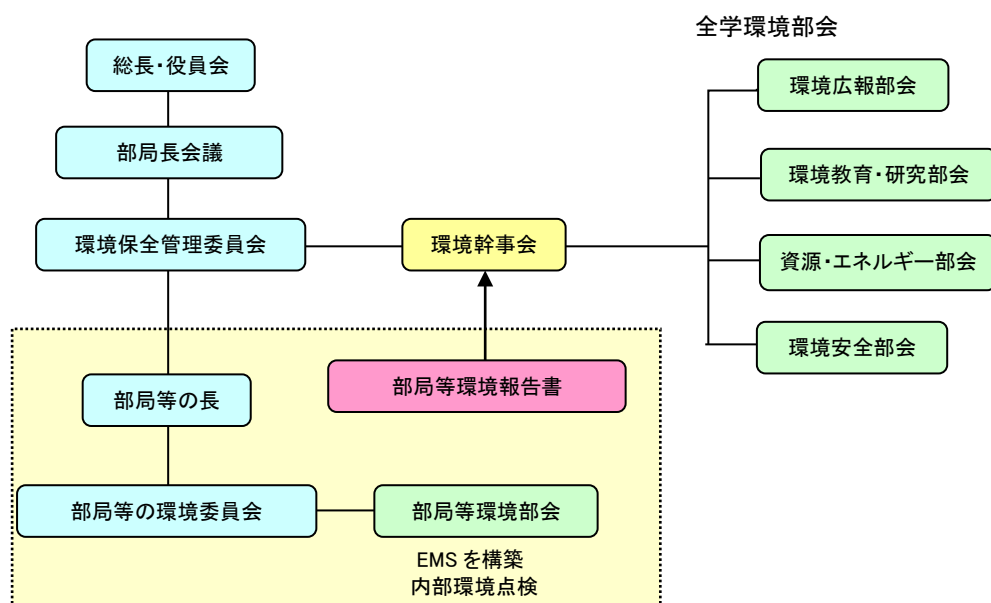 全学環境部会
総長・役員会
環境広報部会
部局長会議
環境教育・研究部会
環境保全管理委員会
環境幹事会
資源・エネルギー部会
環境安全部会
部局等環境報告書
部局等の長
部局等の環境委員会
部局等環境部会
EMSを構築
内部環境点検